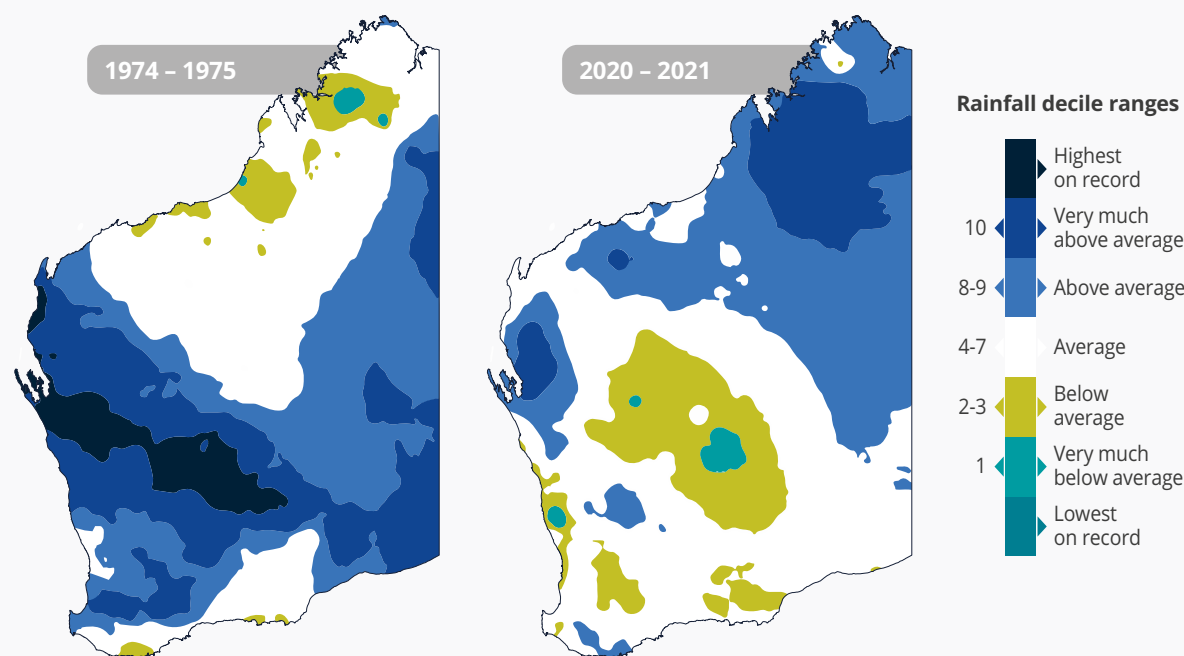 1974 – 1975
2020 – 2021
Rainfall decile ranges
Highest
on record
10
Very much
above average
8-9
Above average
4-7
Average
2-3
Below
average
1
Very much
below average
Lowest
on record